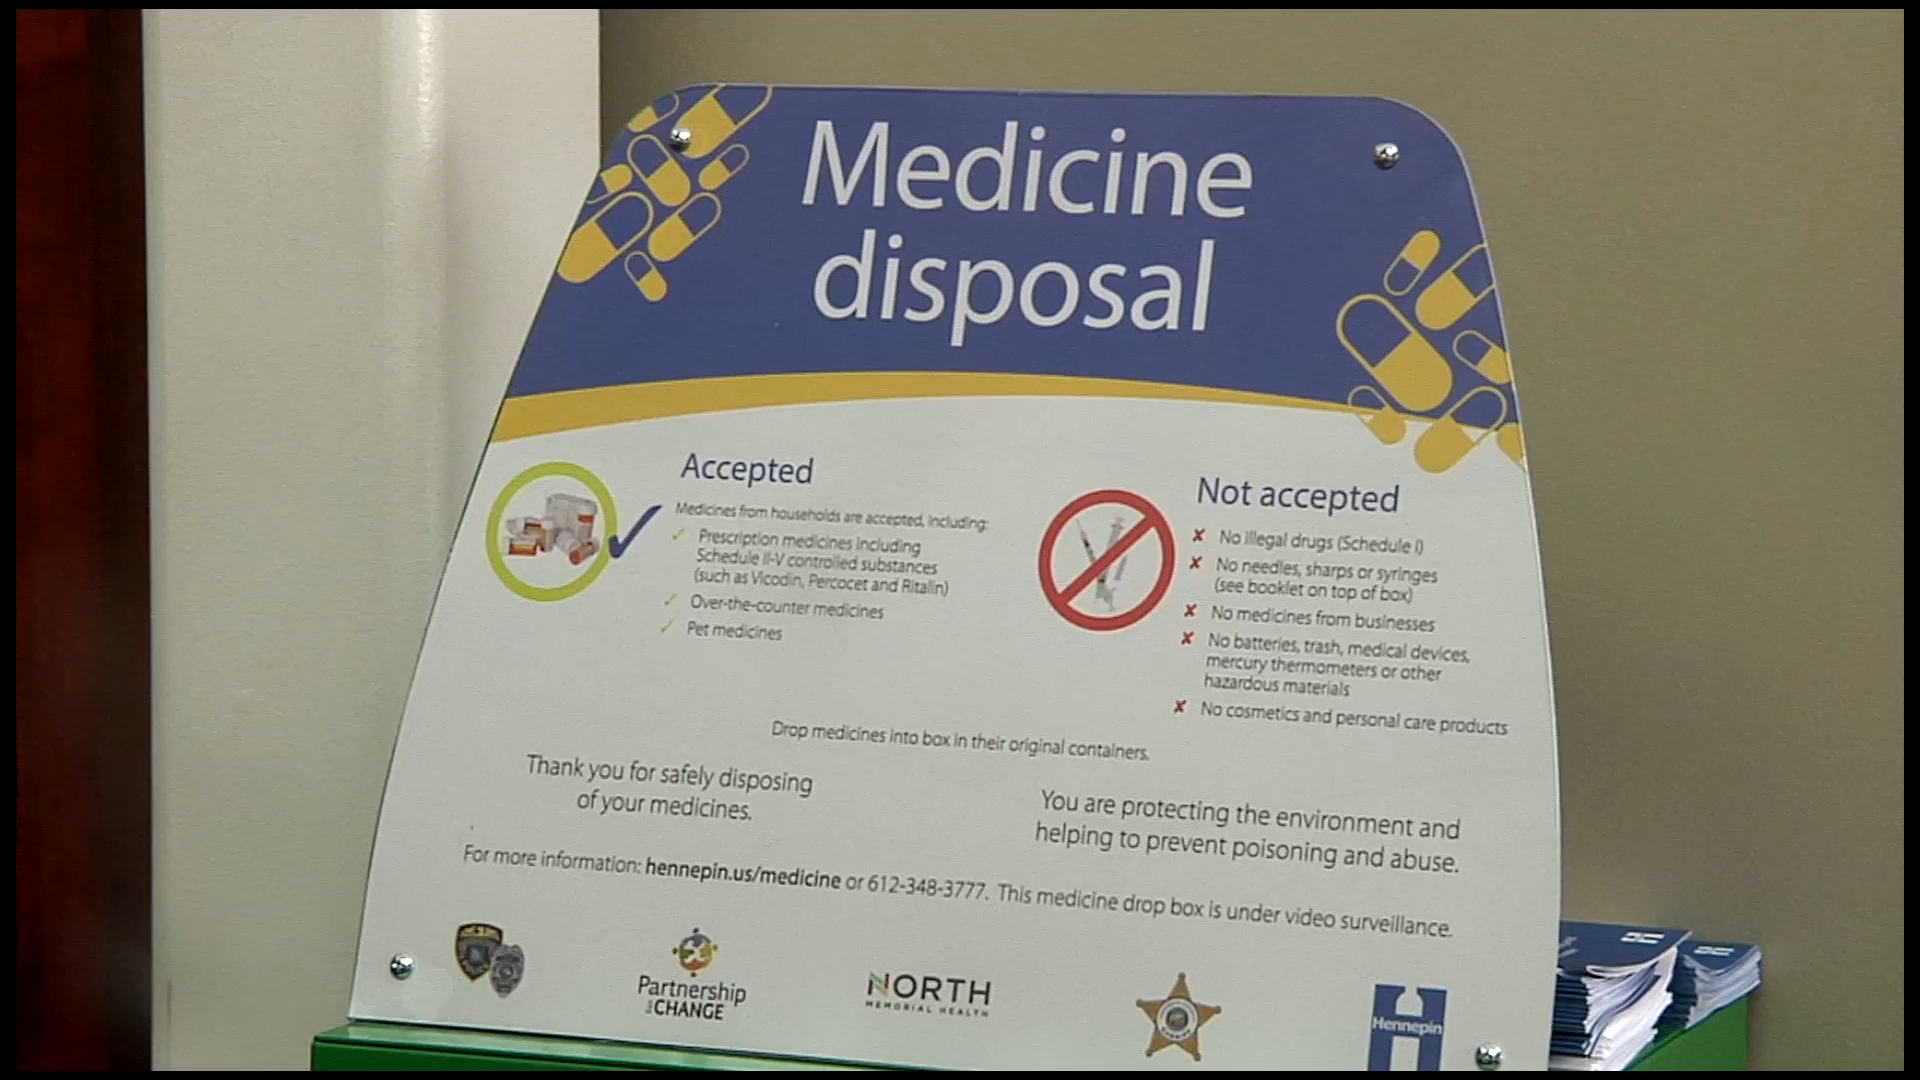 Medicine
disposal
Accepted
Medicines from households are accepted, including:
✓ Prescription medicines including
Schedule II-V controlled substances
(such as Vicodin, Percocet and Ritalin)
✓ Over-the-counter medicines
✓ Pet medicines
Not accepted
✘ No illegal drugs (Schedule I)
✘ No needles, sharps or syringes
(see booklet on top of box)
✘ No medicines from businesses
✘ No batteries, trash, medical devices,
mercury thermometers or other
hazardous materials
✘ No cosmetics and personal care products
Drop medicines into box in their original containers.
Thank you for safely disposing
of your medicines.
You are protecting the environment and
helping to prevent poisoning and abuse.
For more information: hennepin.us/medicine or 612-348-3777. This medicine drop box is under video surveillance.
Partnership
CHANGE
NORTH
MEMORIAL HEALTH
Hennepin